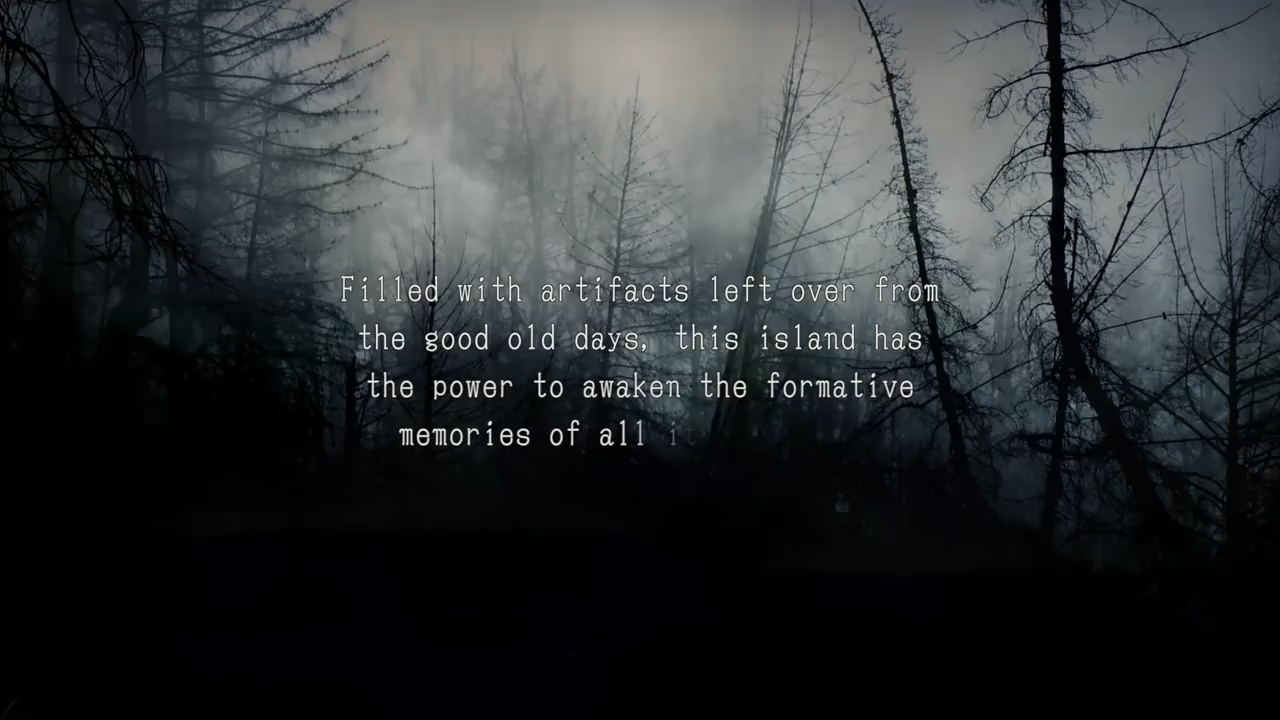 Filled with artifacts left over from
the good old days, this island has
the power to awaken the formative
memories of all